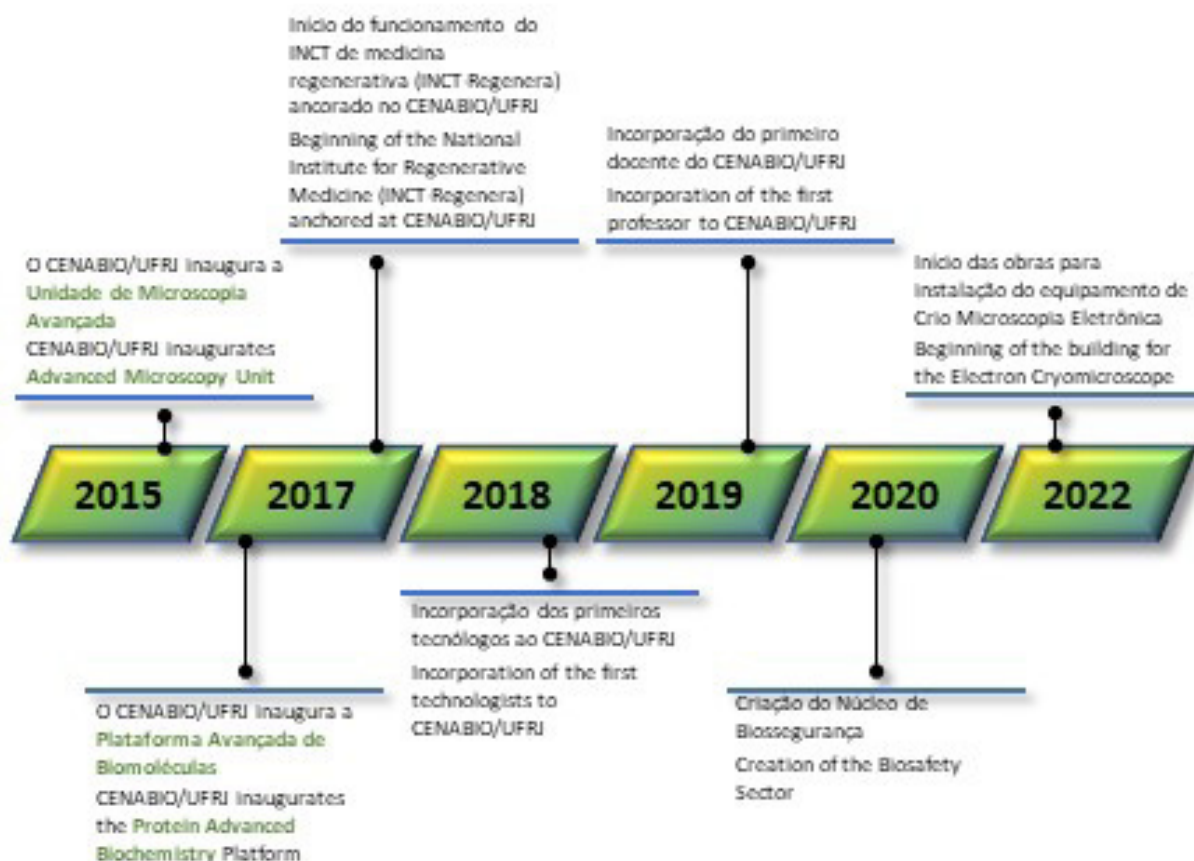 Início do funcionamento do
INCT de medicina
regenerativa (INCT-Regenera)
ancorado no CENABIO/UFRJ
Beginning of the National
Institute for Regenerative
Medicine (INCT-Regenera)
anchored at CENABIO/UFRJ
Incorporação do primeiro
docente do CENABIO/UFRJ
Incorporation of the first
professor to CENABIO/UFRJ
O CENABIO/UFRJ inaugura a
Unidade de Microscopia
Avançada
CENABIO/UFRJ inaugurates
Advanced Microscopy Unit
Início das obras para
instalação do equipamento de
Crio Microscopia Eletrônica
Beginning of the building for
the Electron Cryomicroscope
2015
2017
2018
2019
2020
2022
O CENABIO/UFRJ inaugura a
Plataforma Avançada de
Biomoléculas
CENABIO/UFRJ inaugurates
the Protein Advanced
Biochemistry Platform
Incorporação dos primeiros
tecnólogos ao CENABIO/UFRJ
Incorporation of the first
technologists to
CENABIO/UFRJ
Criação do Núcleo de
Biossegurança
Creation of the Biosafety
Sector